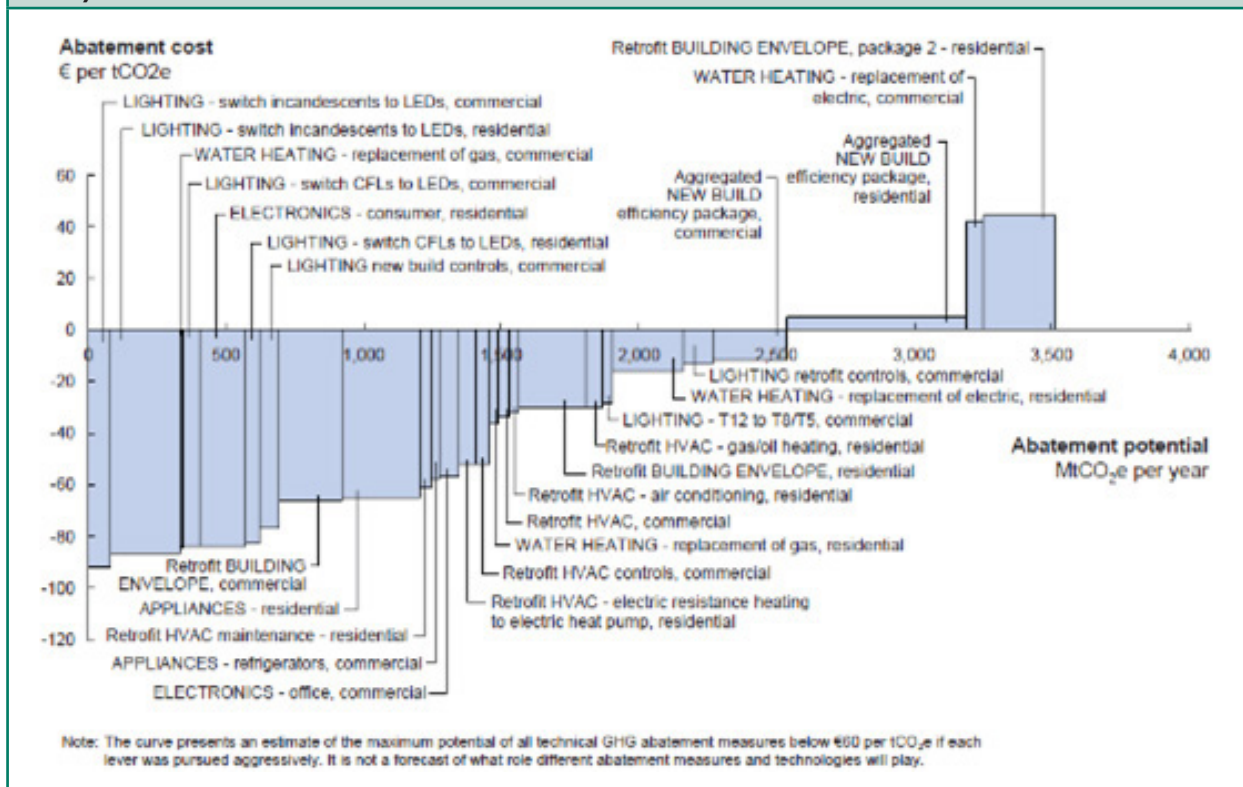 Abatement cost
€ per tCO2e
LIGHTING - switch incandescents to LEDs, commercial
LIGHTING - switch incandescents to LEDs, residential
WATER HEATING - replacement of gas, commercial
LIGHTING - switch CFLs to LEDs, commercial
ELECTRONICS - consumer, residential
LIGHTING - switch CFLs to LEDs, residential
LIGHTING new build controls, commercial
Retrofit BUILDING ENVELOPE, package 2 - residential
WATER HEATING - replacement of
electric, commercial
Aggregated
NEW BUILD
efficiency package,
residential
Aggregated
NEW BUILD
efficiency package,
commercial
60
40
20
0
-20
-40
-60
-80
-100
-120
0
500
1,000
1,500
2,000
2,500
3,000
3,500
4,000
LIGHTING retrofit controls, commercial
WATER HEATING - replacement of electric, residential
LIGHTING - T12 to T8/T5, commercial
Retrofit HVAC - gas/oil heating, residential
Retrofit BUILDING ENVELOPE, residential
Retrofit HVAC - air conditioning, residential
Retrofit HVAC, commercial
WATER HEATING - replacement of gas, residential
Retrofit HVAC controls, commercial
Retrofit HVAC - electric resistance heating
to electric heat pump, residential
Abatement potential
MtCO₂e per year
Retrofit BUILDING
ENVELOPE, commercial
APPLIANCES - residential
Retrofit HVAC maintenance - residential
APPLIANCES - refrigerators, commercial
ELECTRONICS - office, commercial
Note: The curve presents an estimate of the maximum potential of all technical GHG abatement measures below €60 per tCO₂e if each
lever was pursued aggressively. It is not a forecast of what role different abatement measures and technologies will play.